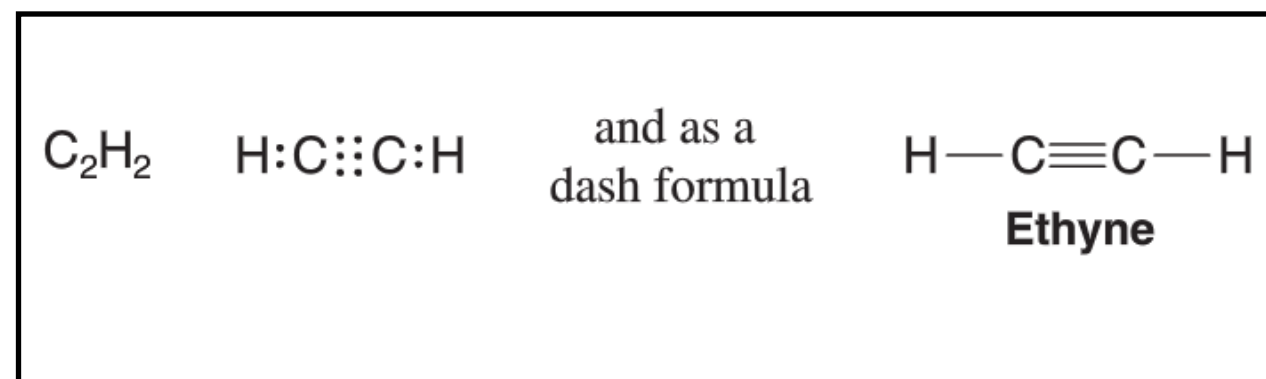 C₂H₂ H:C⫶⫶C:H and as a H—C≡C—H
dash formula
Ethyne